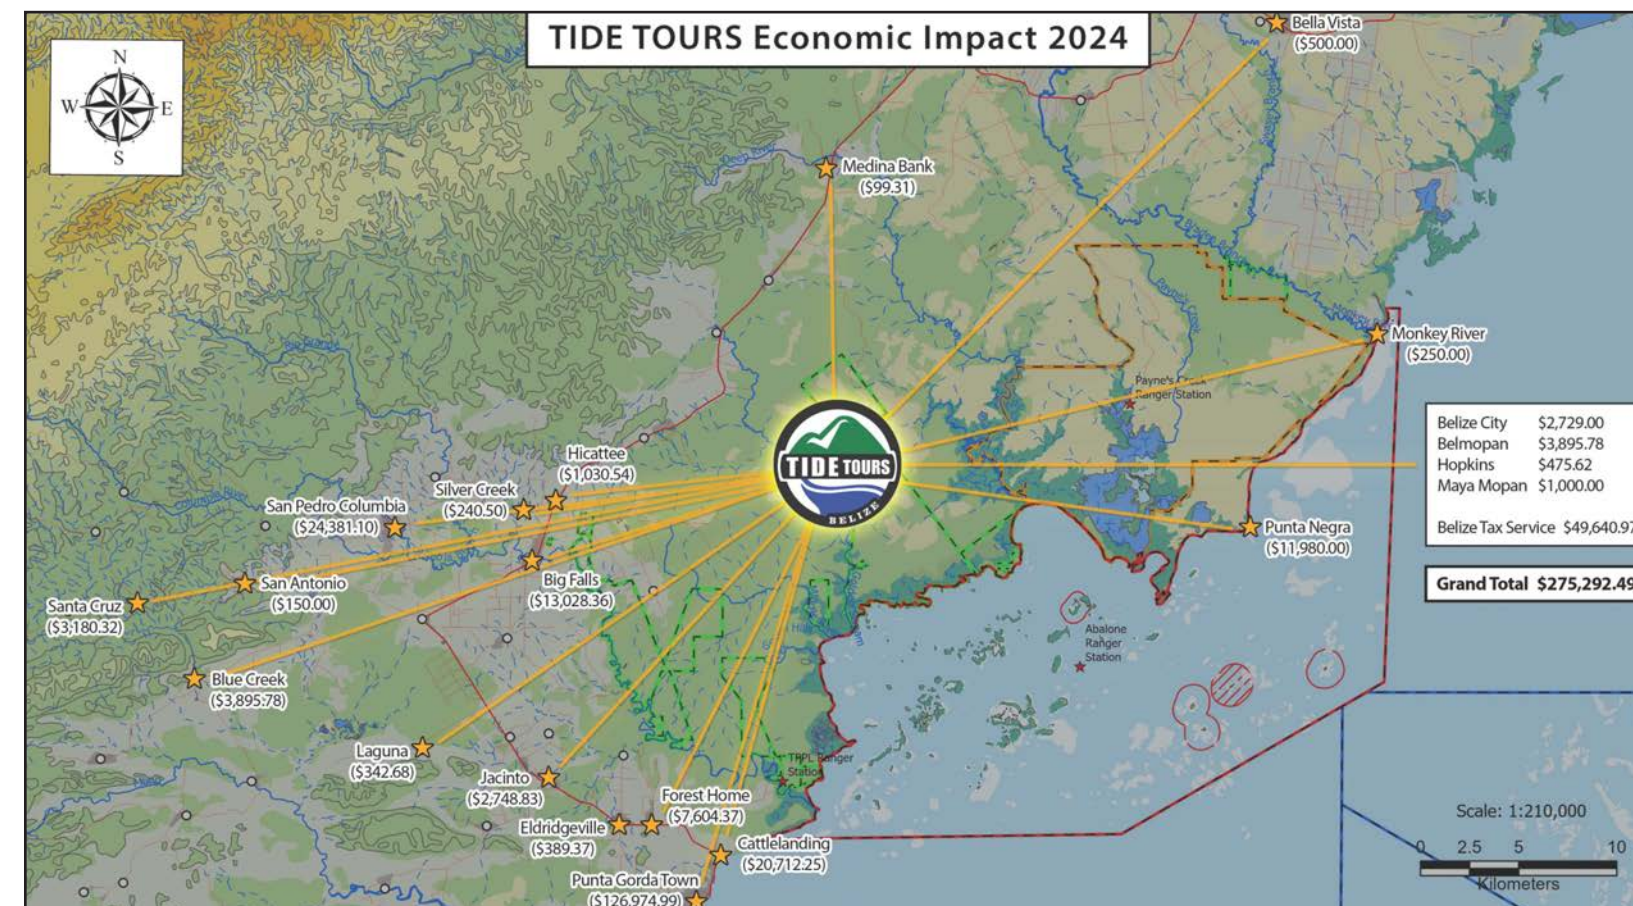 TIDE TOURS Economic Impact 2024
N
W
E
S
Bella Vista
($500.00)
Medina Bank
($99.31)
Monkey River
($250.00)
Payne's Creek
Ranger Station
Payne's Creek
Belize City $2,729.00
Belmopan $3,895.78
Hopkins $475.62
Maya Mopan $1,000.00
Belize Tax Service $49,640.97
Grand Total $275,292.49
TIDE TOURS
BELIZE
Hicattee
($1,030.54)
Silver Creek
($240.50)
San Pedro Columbia
($24,381.10)
Punta Negra
($11,980.00)
Big Falls
($13,028.36)
San Antonio
($150.00)
Santa Cruz
($3,180.32)
Abalone
Ranger
Station
Blue Creek
($3,895.78)
Laguna
($342.68)
Jacinto
($2,748.83)
Ranger
Station
Forest Home
($7,604.37)
Eldridgeville
($389.37)
Cattlelanding
($20,712.25)
Punta Gorda Town
($126,974.99)
Scale: 1:210,000
0 2.5 5 10
Kilometers